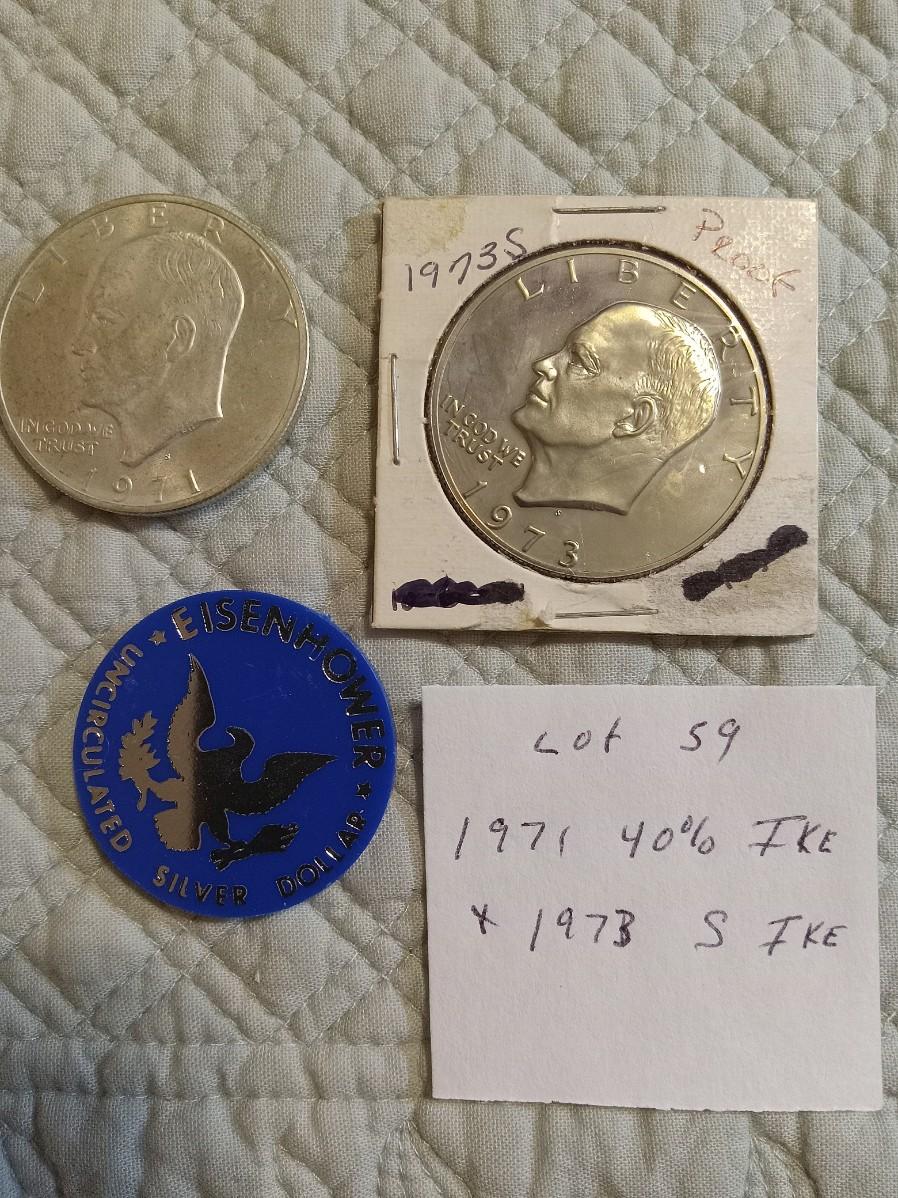 LIBERTY
IN GOD WE
TRUST
S
1971
1973S
Proof
LIBERTY
IN GOD WE
TRUST
S
1973
★ EISENHOWER ★
UNCIRCULATED SILVER DOLLAR
Lot 59
1971 40% IKE
+ 1973 S IKE